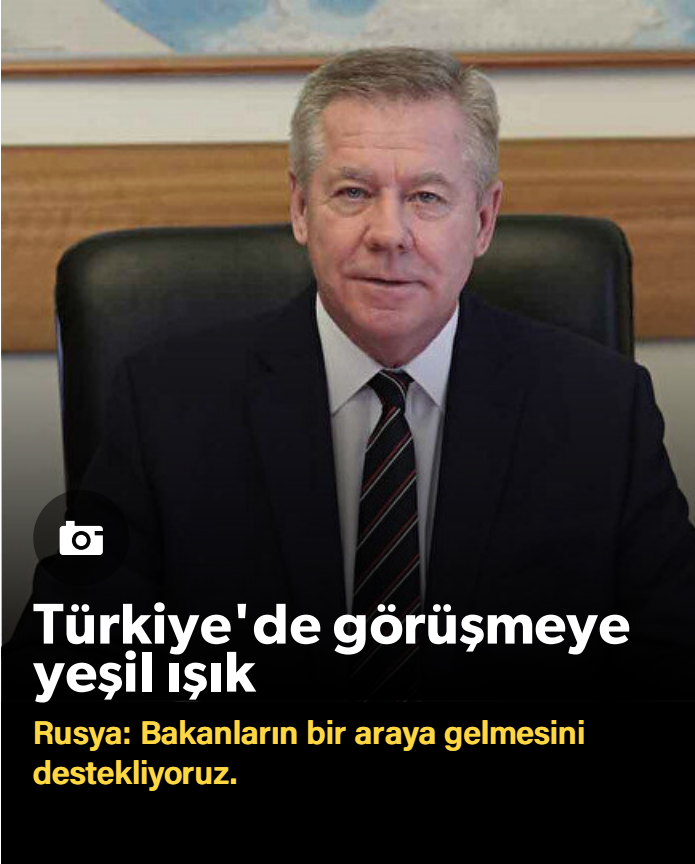 Türkiye'de görüşmeye
yeşil ışık
Rusya: Bakanların bir araya gelmesini
destekliyoruz.